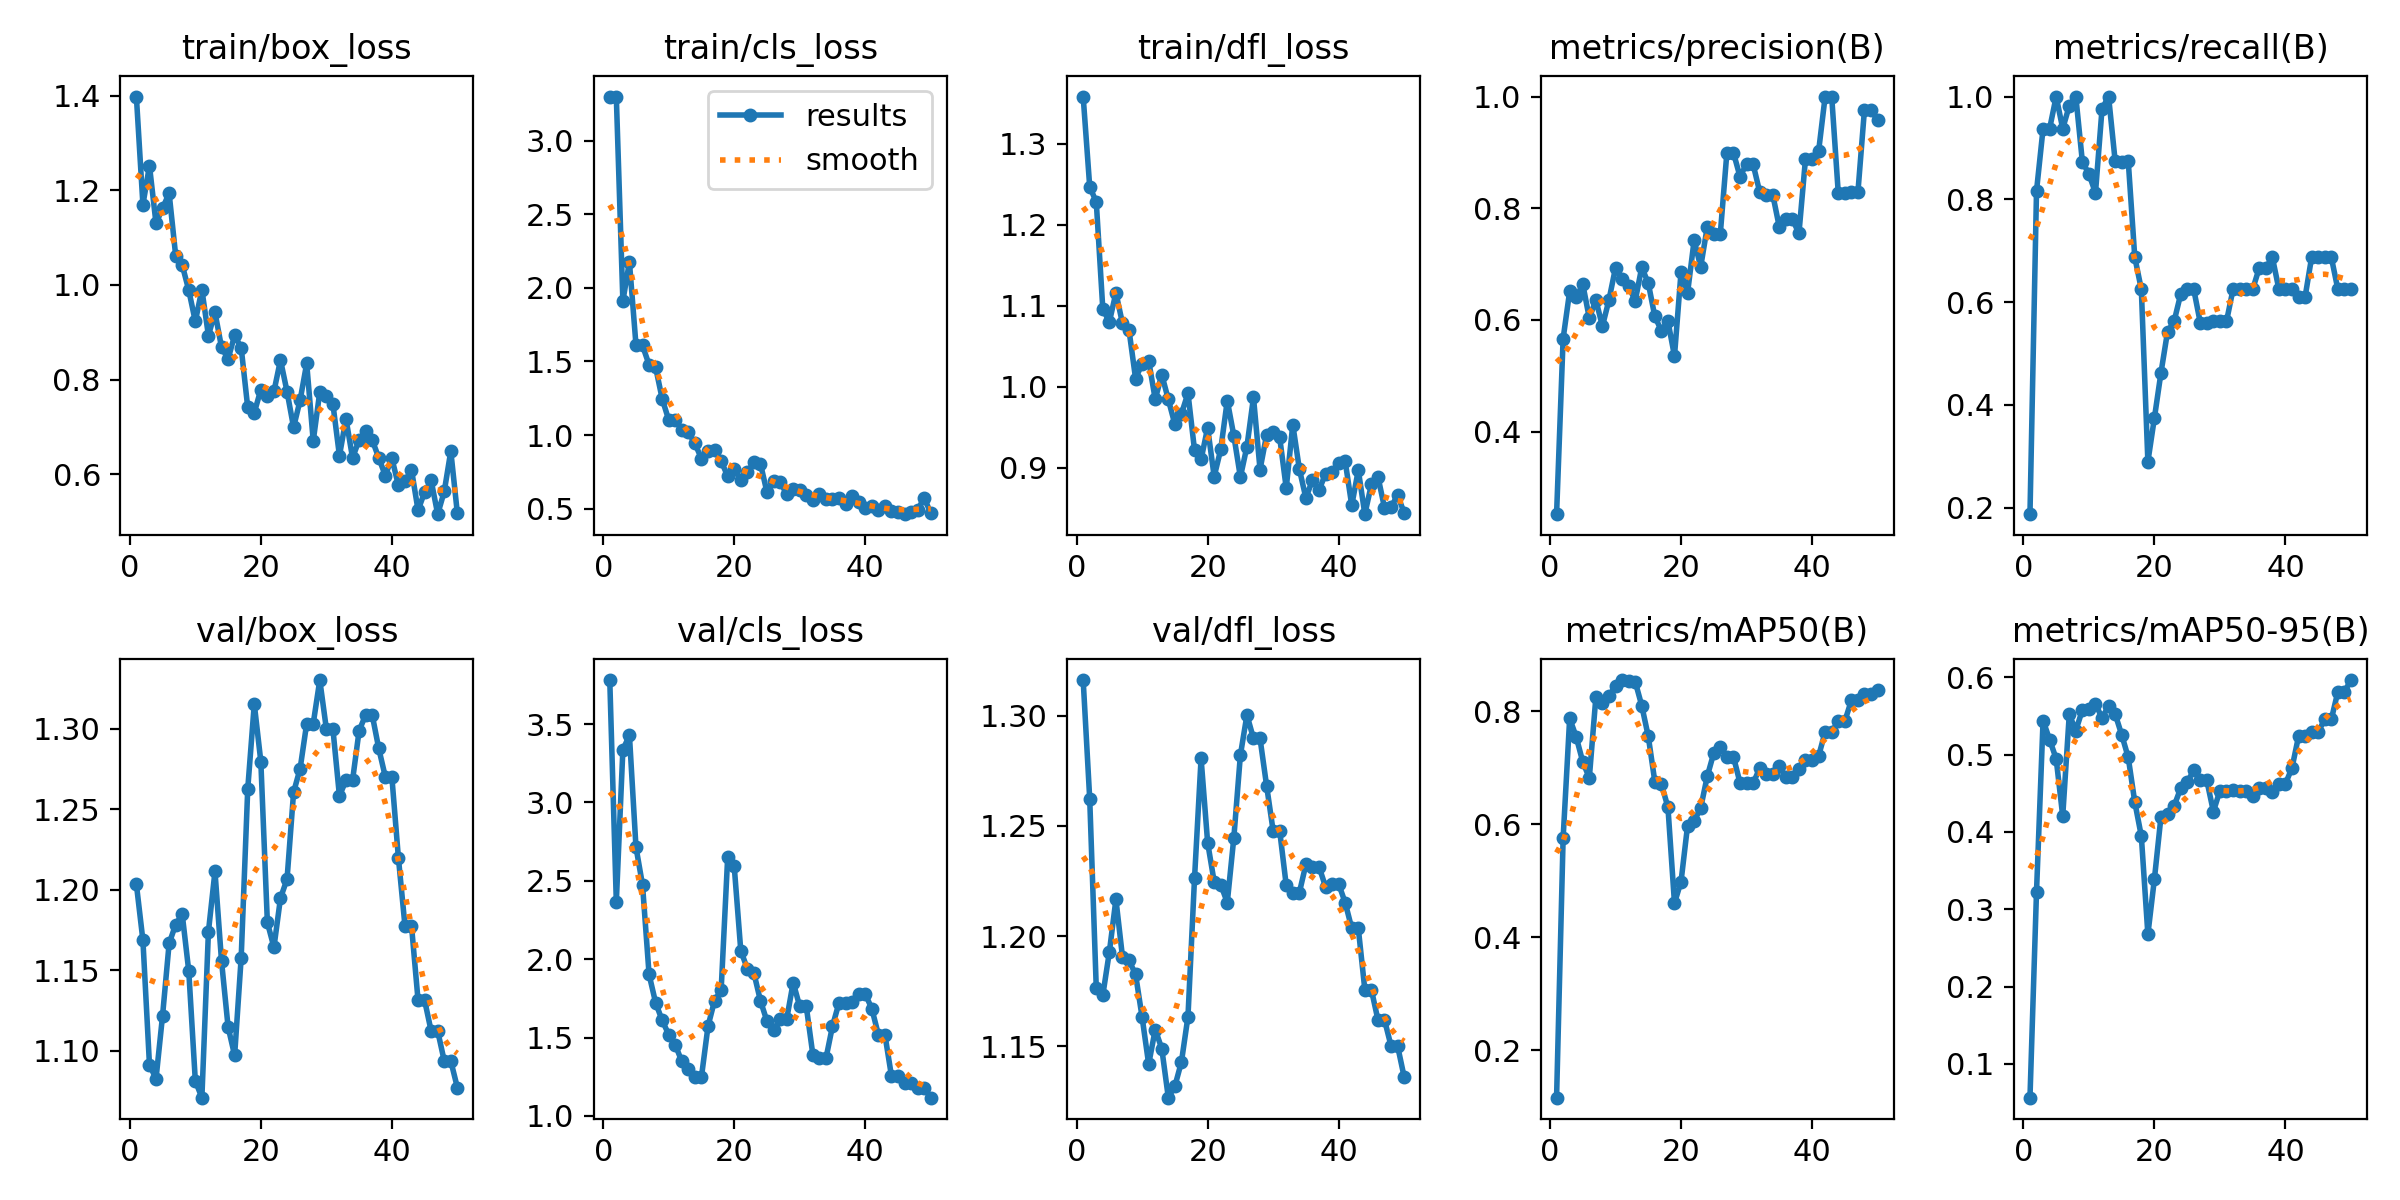 train/box_loss
1.4
1.2
1.0
0.8
0.6
0 20 40
train/cls_loss
results
smooth
3.0
2.5
2.0
1.5
1.0
0.5
0 20 40
train/dfl_loss
1.3
1.2
1.1
1.0
0.9
0 20 40
metrics/precision(B)
1.0
0.8
0.6
0.4
0 20 40
metrics/recall(B)
1.0
0.8
0.6
0.4
0.2
0 20 40
val/box_loss
1.30
1.25
1.20
1.15
1.10
0 20 40
val/cls_loss
3.5
3.0
2.5
2.0
1.5
1.0
0 20 40
val/dfl_loss
1.30
1.25
1.20
1.15
0 20 40
metrics/mAP50(B)
0.8
0.6
0.4
0.2
0 20 40
metrics/mAP50-95(B)
0.6
0.5
0.4
0.3
0.2
0.1
0 20 40